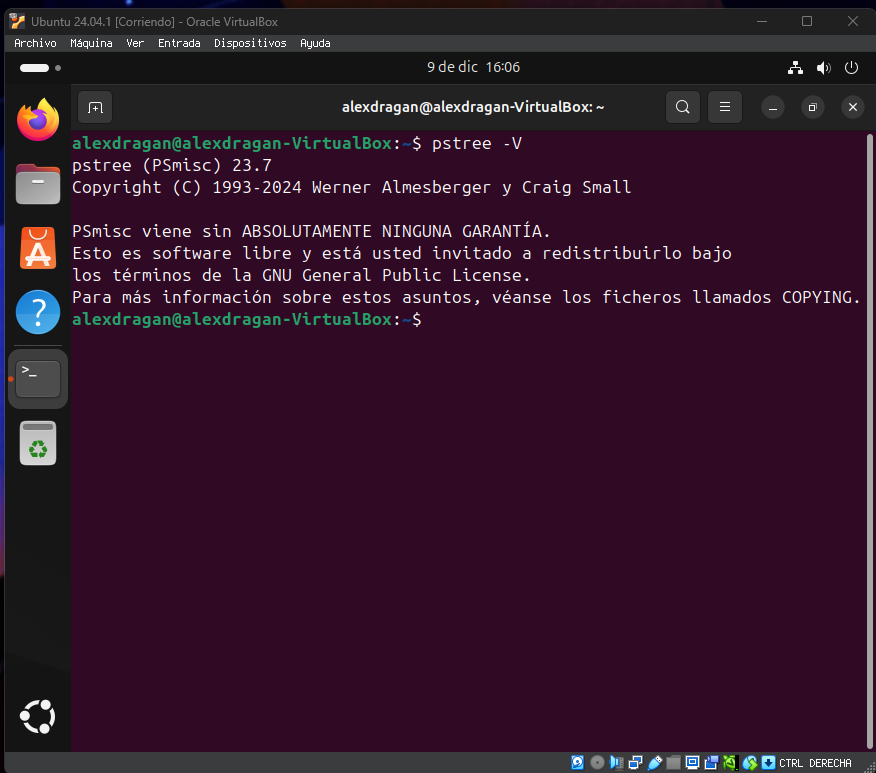 Ubuntu 24.04.1 [Corriendo] - Oracle VirtualBox
Archivo Máquina Ver Entrada Dispositivos Ayuda
9 de dic 16:06
alexdragan@alexdragan-VirtualBox: ~
alexdragan@alexdragan-VirtualBox:~$ pstree -V
pstree (PSmisc) 23.7
Copyright (C) 1993-2024 Werner Almesberger y Craig Small
PSmisc viene sin ABSOLUTAMENTE NINGUNA GARANTÍA.
Esto es software libre y está usted invitado a redistribuirlo bajo
los términos de la GNU General Public License.
Para más información sobre estos asuntos, véanse los ficheros llamados COPYING.
alexdragan@alexdragan-VirtualBox:~$
CTRL DERECHA